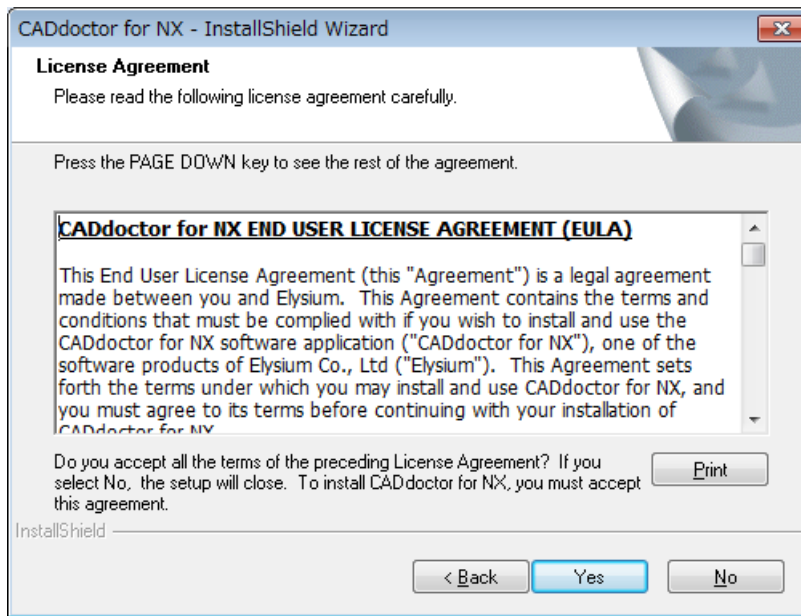 CADdoctor for NX - InstallShield Wizard
License Agreement
Please read the following license agreement carefully.
Press the PAGE DOWN key to see the rest of the agreement.
CADdoctor for NX END USER LICENSE AGREEMENT (EULA)
This End User License Agreement (this "Agreement") is a legal agreement
made between you and Elysium.  This Agreement contains the terms and
conditions that must be complied with if you wish to install and use the
CADdoctor for NX software application ("CADdoctor for NX"), one of the
software products of Elysium Co., Ltd ("Elysium").  This Agreement sets
forth the terms under which you may install and use CADdoctor for NX, and
you must agree to its terms before continuing with your installation of
CADdoctor for NX
Do you accept all the terms of the preceding License Agreement?  If you
select No,  the setup will close.  To install CADdoctor for NX, you must accept
this agreement.
Print
InstallShield
< Back
Yes
No